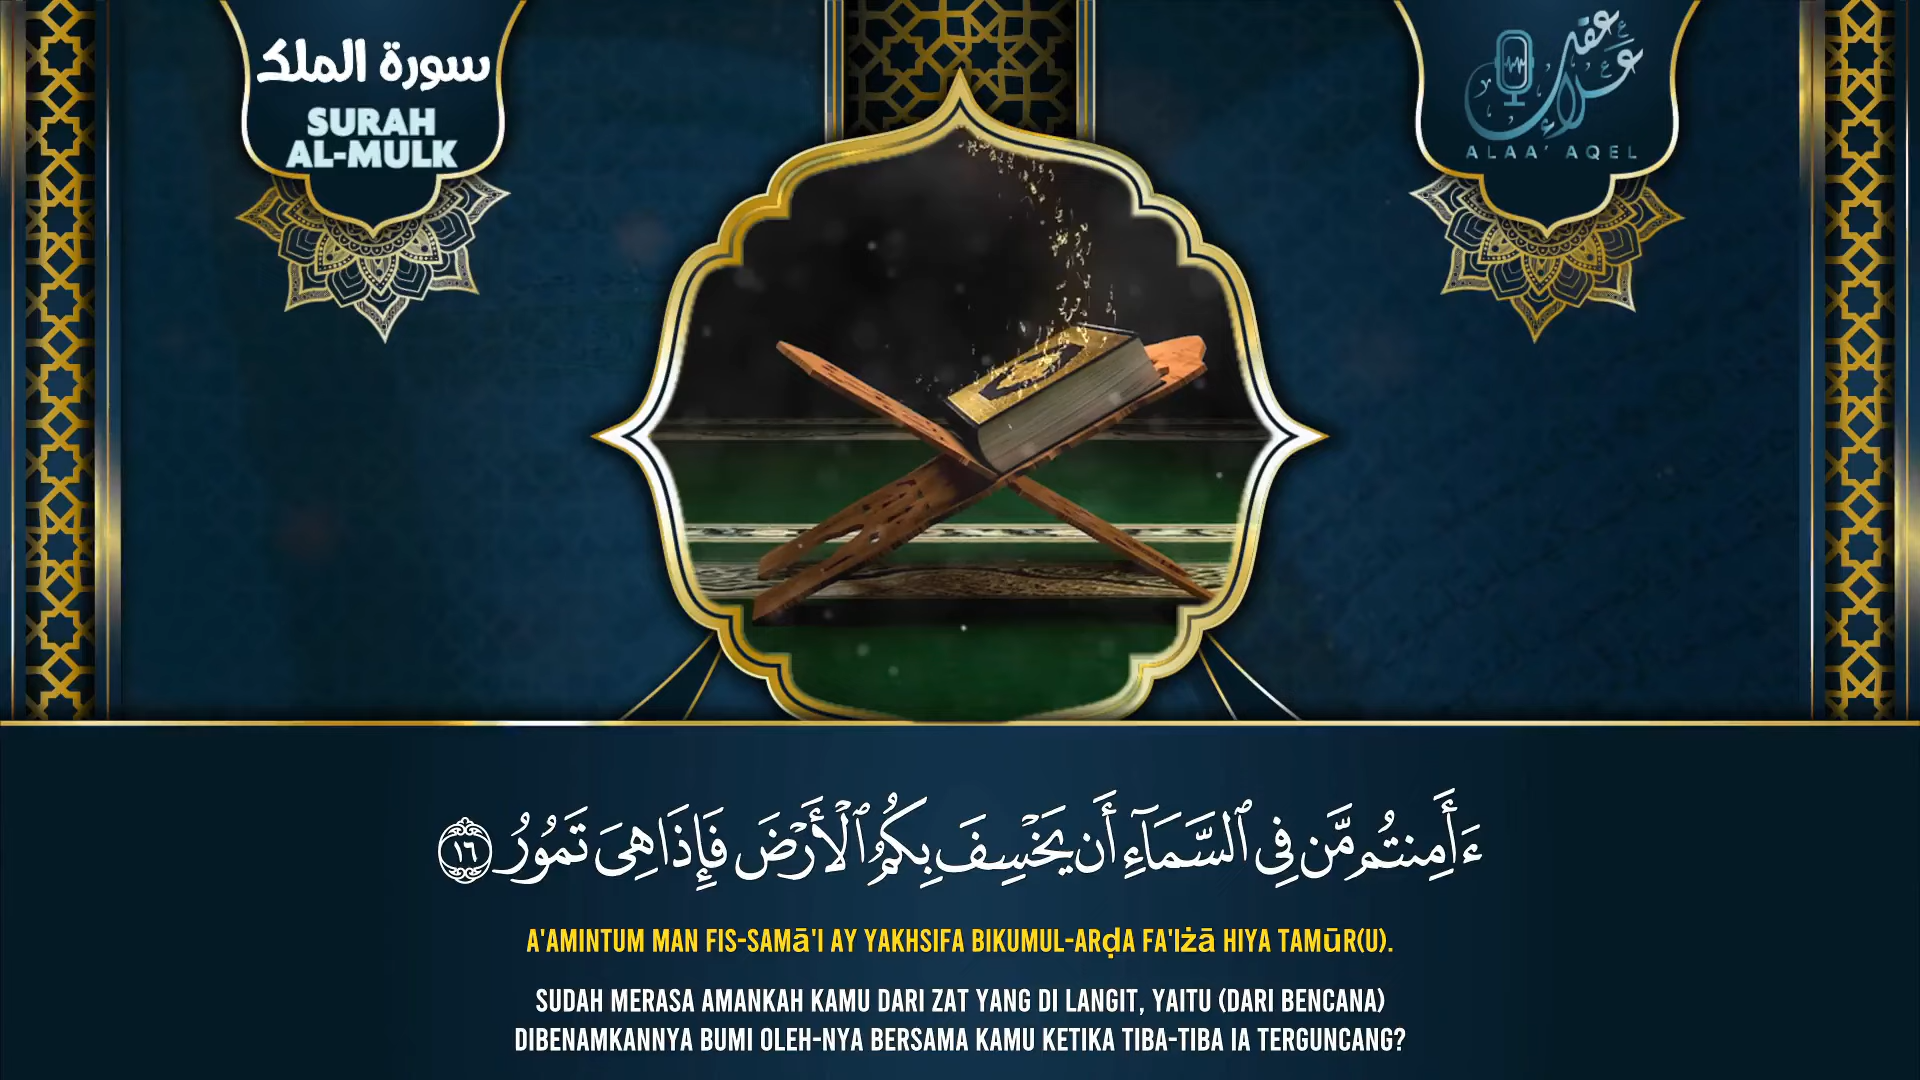 سورة الملك
SURAH
AL-MULK
علاء عقل
ALAA' AQEL
ءَأَمِنتُم مَّن فِى ٱلسَّمَآءِ أَن يَخْسِفَ بِكُمُ ٱلْأَرْضَ فَإِذَا هِىَ تَمُورُ ١٦
A'AMINTUM MAN FIS-SAMā'I AY YAKHSIFA BIKUMUL-ARḍA FA'Iżā HIYA TAMūR(U).
SUDAH MERASA AMANKAH KAMU DARI ZAT YANG DI LANGIT, YAITU (DARI BENCANA)
DIBENAMKANNYA BUMI OLEH-NYA BERSAMA KAMU KETIKA TIBA-TIBA IA TERGUNCANG?